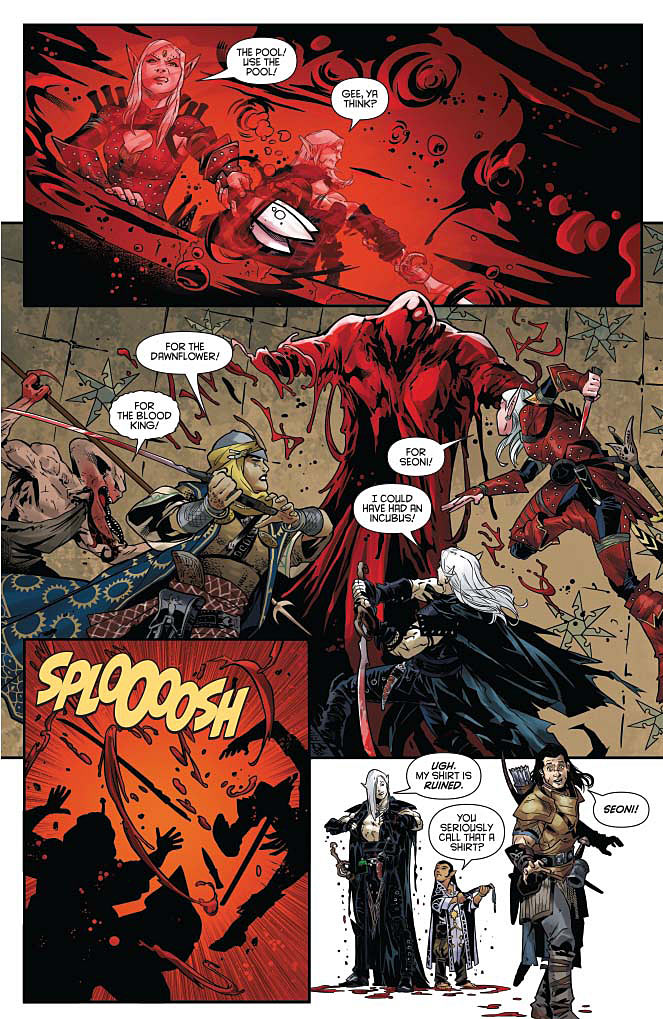 THE POOL!
USE THE
POOL!
GEE, YA
THINK?
FOR THE
DAWNFLOWER!
FOR
THE BLOOD
KING!
FOR
SEONI!
I COULD
HAVE HAD AN
INCUBUS!
SPLOOOOSH
UGH.
MY SHIRT IS
RUINED.
YOU
SERIOUSLY
CALL THAT A
SHIRT?
SEONI!